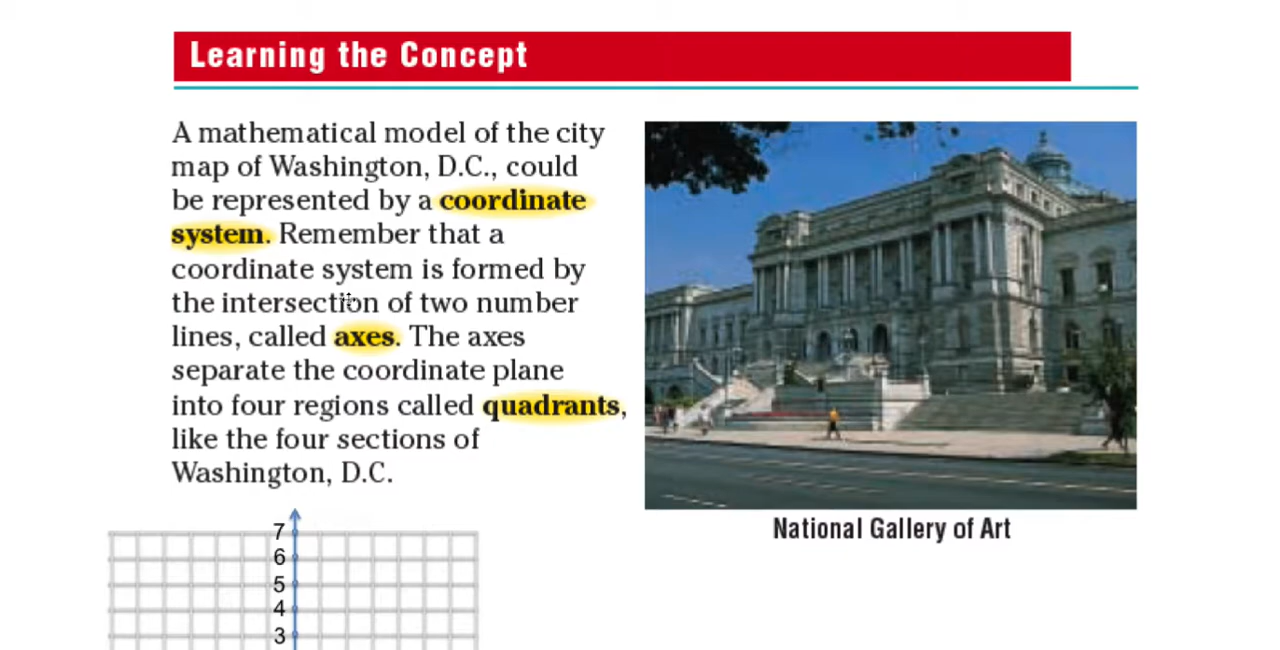 Learning the Concept
A mathematical model of the city
map of Washington, D.C., could
be represented by a coordinate
system. Remember that a
coordinate system is formed by
the intersection of two number
lines, called axes. The axes
separate the coordinate plane
into four regions called quadrants,
like the four sections of
Washington, D.C.
National Gallery of Art
7
6
5
4
3